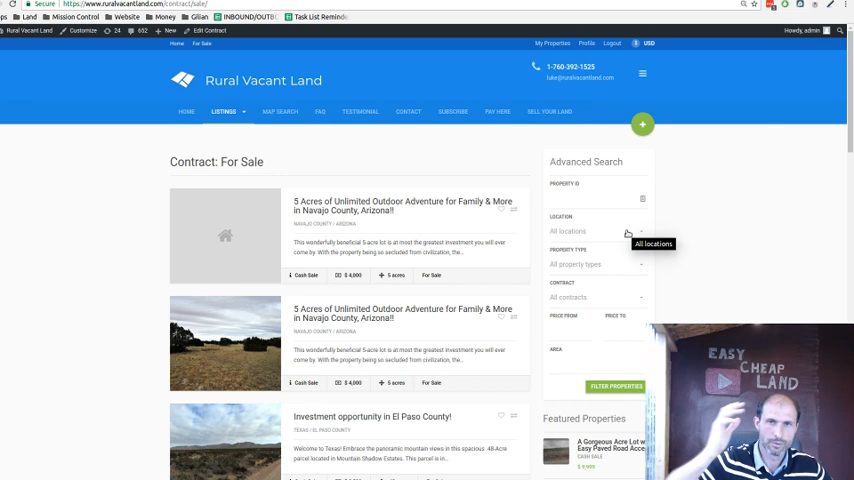 Secure
https://www.ruralvacantland.com/contract/sale/
Land
Mission Control
Website
Money
Gilian
INBOUND/OUTBO
Task List Reminde
Rural Vacant Land
Customize
24
652
New
Edit Contract
Howdy, admin
Home
For Sale
My Properties
Profile
Logout
$
USD
Rural Vacant Land
1-760-392-1525
luke@ruralvacantland.com
HOME
LISTINGS
MAP SEARCH
FAQ
TESTIMONIAL
CONTACT
SUBSCRIBE
PAY HERE
SELL YOUR LAND
Contract: For Sale
5 Acres of Unlimited Outdoor Adventure for Family & More
in Navajo County, Arizona!!
NAVAJO COUNTY / ARIZONA
This wonderfully beneficial 5-acre lot is at most the greatest investment you will ever
come by. With the property being so secluded from civilization, the...
Cash Sale
$ 4,000
5 acres
For Sale
5 Acres of Unlimited Outdoor Adventure for Family & More
in Navajo County, Arizona!!
NAVAJO COUNTY / ARIZONA
This wonderfully beneficial 5-acre lot is at most the greatest investment you will ever
come by. With the property being so secluded from civilization, the...
Cash Sale
$ 4,000
5 acres
For Sale
Investment opportunity in El Paso County!
TEXAS / EL PASO COUNTY
Welcome to Texas! Embrace the panoramic mountain views in this spacious .48-Acre
parcel located in Mountain Shadow Estates. This parcel is in...
Advanced Search
PROPERTY ID
LOCATION
All locations
All locations
PROPERTY TYPE
All property types
CONTRACT
All contracts
PRICE FROM
PRICE TO
AREA
FILTER PROPERTIES
Featured Properties
A Gorgeous Acre Lot w
Easy Paved Road Acce
CASH SALE
$ 9,999
EASY
CHEAP
LAND